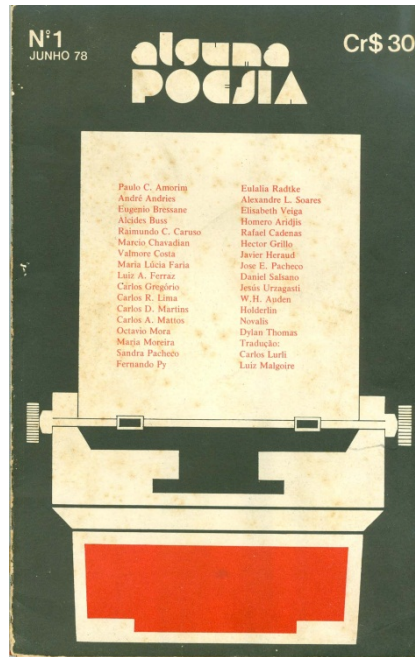 Nº1
JUNHO 78
alguma
POESIA
Cr$ 30
Paulo C. Amorim
André Andries
Eugenio Bressane
Alcides Buss
Raimundo C. Caruso
Marcio Chavadian
Valmore Costa
Maria Lúcia Faria
Luiz A. Ferraz
Carlos Gregório
Carlos R. Lima
Carlos D. Martins
Carlos A. Mattos
Octavio Mora
Maria Moreira
Sandra Pacheco
Fernando Py
Eulalia Radtke
Alexandre L. Soares
Elisabeth Veiga
Homero Aridjis
Rafael Cadenas
Hector Grillo
Javier Heraud
Jose E. Pacheco
Daniel Salsano
Jesús Urzagasti
W.H. Auden
Holderlin
Novalis
Dylan Thomas
Tradução:
Carlos Lurli
Luiz Malgoire